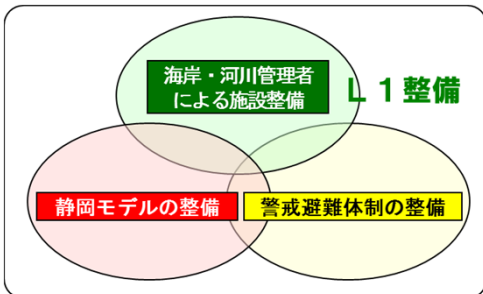 海岸・河川管理者
による施設整備
Ｌ１整備
静岡モデルの整備
警戒避難体制の整備